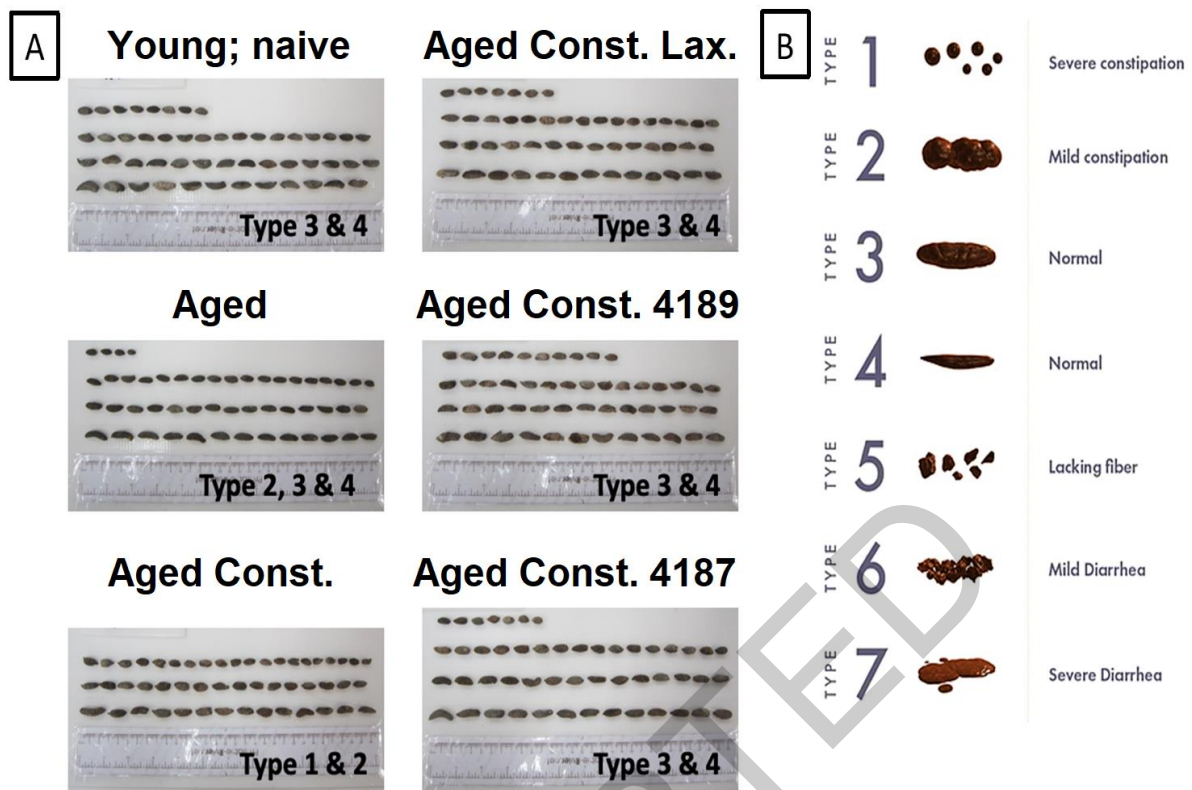 A
Young; naive
Type 3 & 4
Aged Const. Lax.
Type 3 & 4
Aged
Type 2, 3 & 4
Aged Const. 4189
Type 3 & 4
Aged Const.
Type 1 & 2
Aged Const. 4187
Type 3 & 4
B
TYPE 1 Severe constipation
TYPE 2 Mild constipation
TYPE 3 Normal
TYPE 4 Normal
TYPE 5 Lacking fiber
TYPE 6 Mild Diarrhea
TYPE 7 Severe Diarrhea
TED